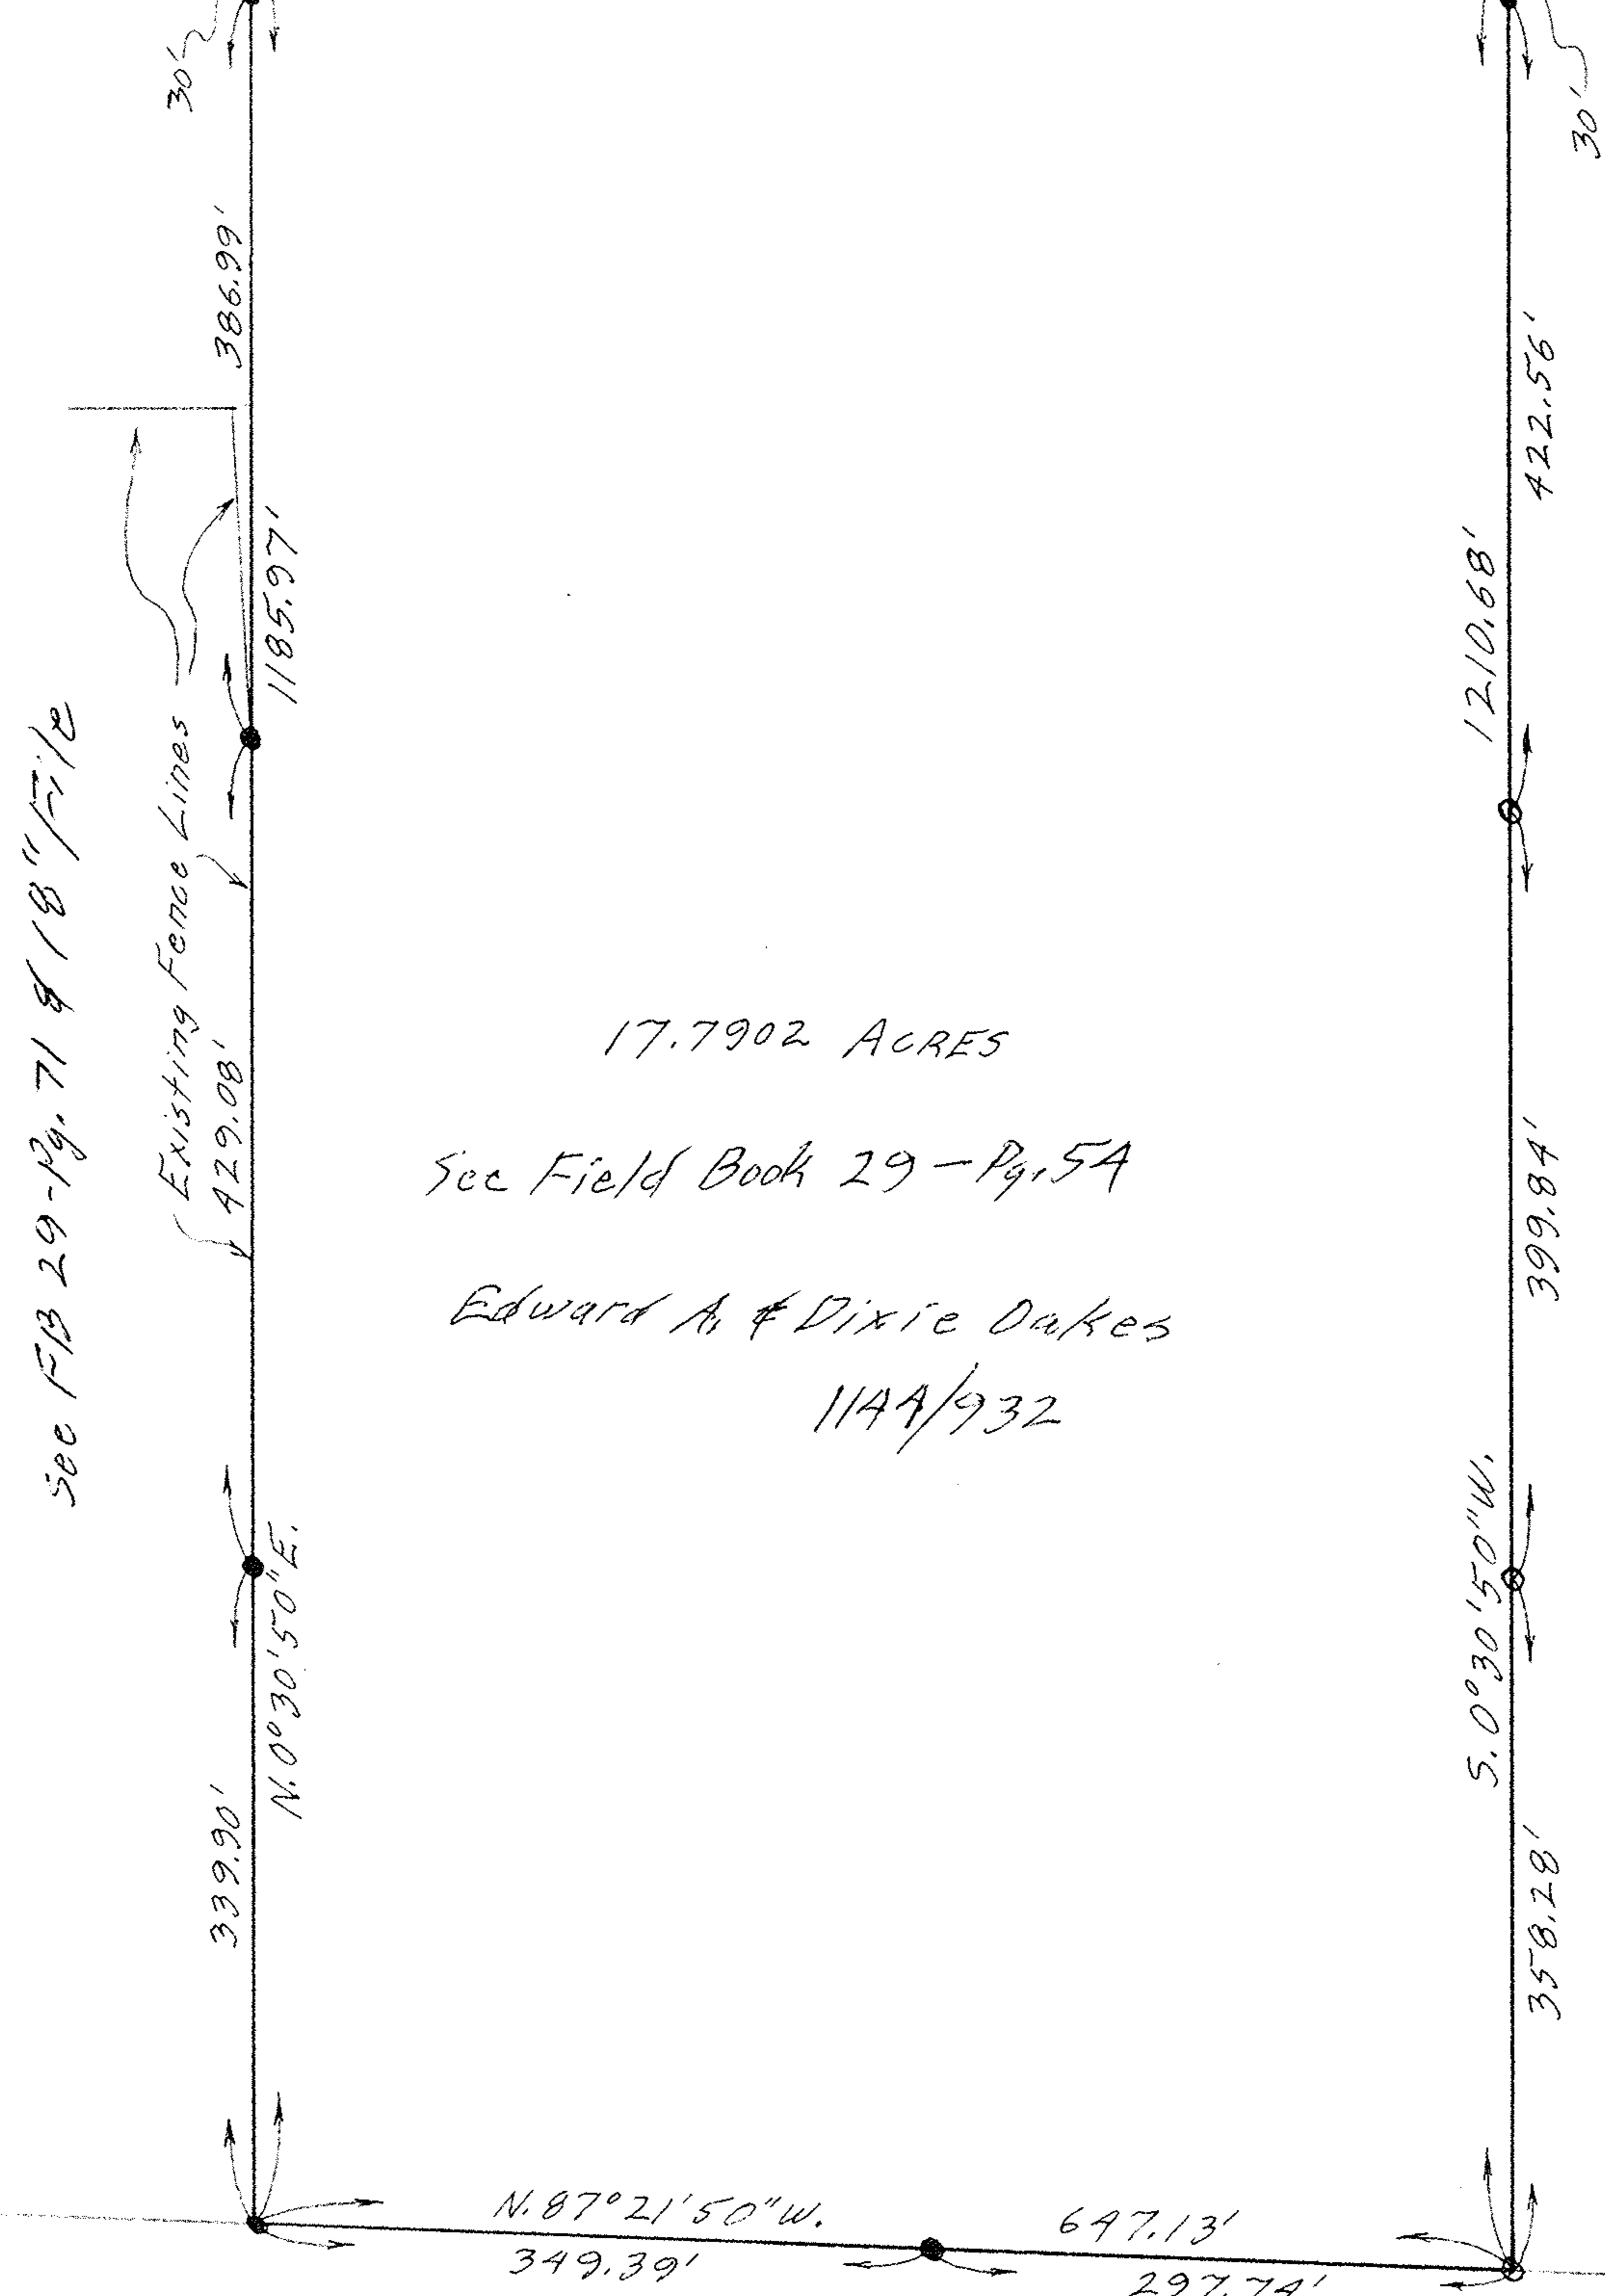 30'
30'
386.99'
422.56'
1185.97'
1210.68'
See FB 29-Pg. 71 & 18" File
Existing Fence Lines
429.08'
17.7902 ACRES
See Field Book 29 - Pg. 54
399.84'
Edward A. & Dixie Oakes
1144/932
N. 0° 30' 50" E.
S. 0° 30' 50" W.
339.90'
358.28'
N. 87° 21' 50" W.
647.13'
349.39'
297.74'